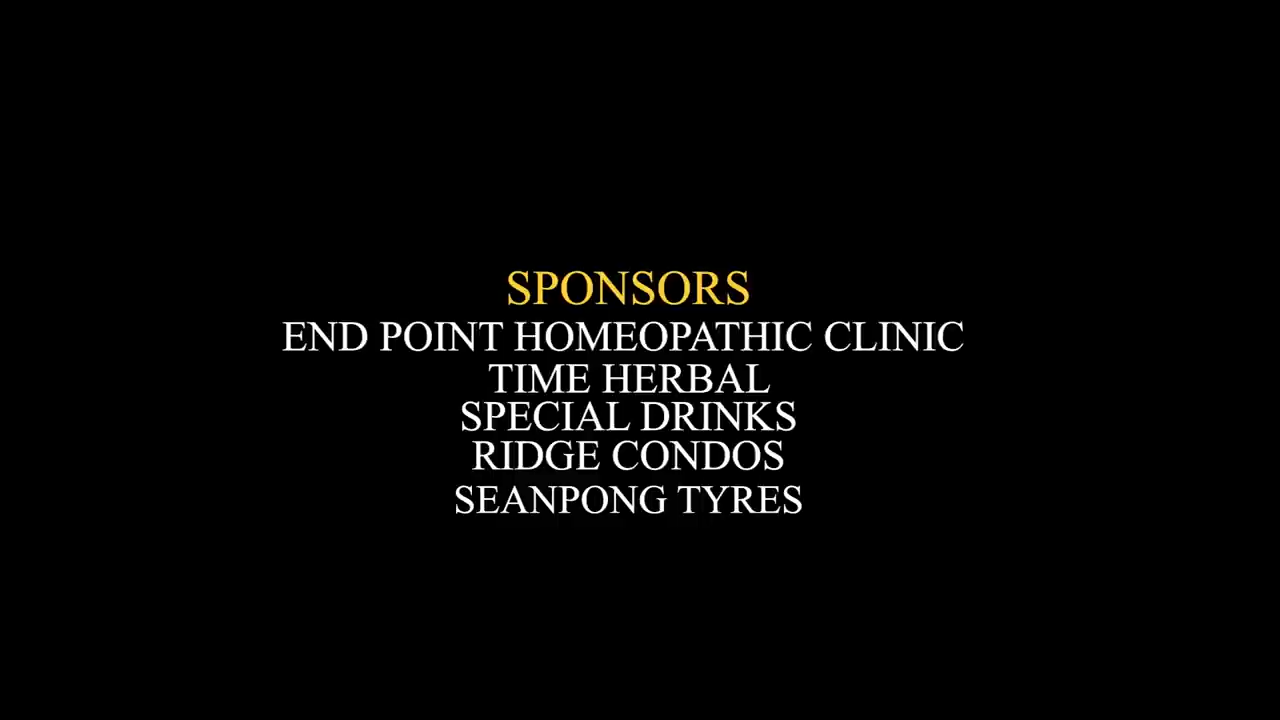 SPONSORS
END POINT HOMEOPATHIC CLINIC
TIME HERBAL
SPECIAL DRINKS
RIDGE CONDOS
SEANPONG TYRES